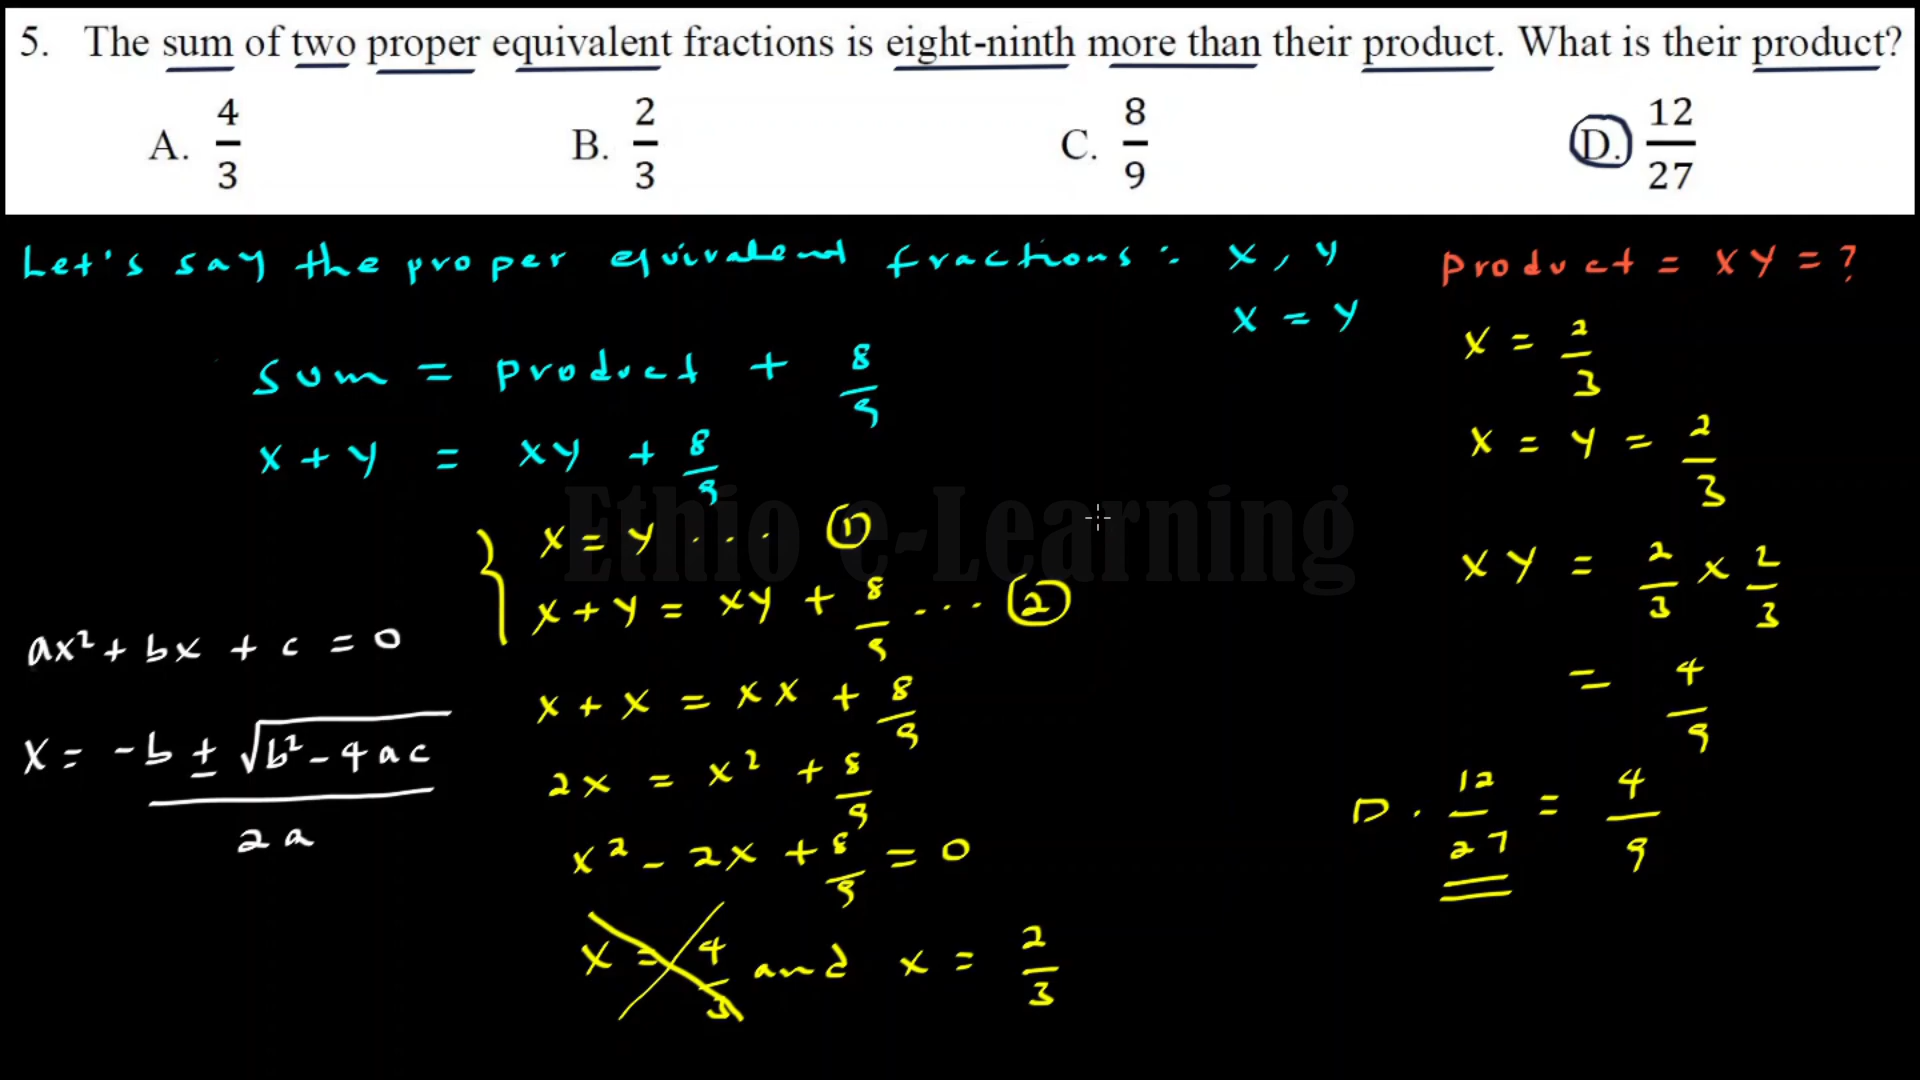 5. The sum of two proper equivalent fractions is eight-ninth more than their product. What is their product?
A. 4/3 B. 2/3 C. 8/9 D. 12/27
Let's say the proper equivalent fractions : x, y
x = y
sum = product + 8/9
x + y = xy + 8/9
x = y ... ①
x + y = xy + 8/9 ... ②
x + x = xx + 8/9
2x = x² + 8/9
x² - 2x + 8/9 = 0
x = 4/3 and x = 2/3
ax² + bx + c = 0
x = -b ± √b² - 4ac / 2a
product = xy = ?
x = 2/3
x = y = 2/3
xy = 2/3 x 2/3
= 4/9
D. 12/27 = 4/9
Ethio e-Learning